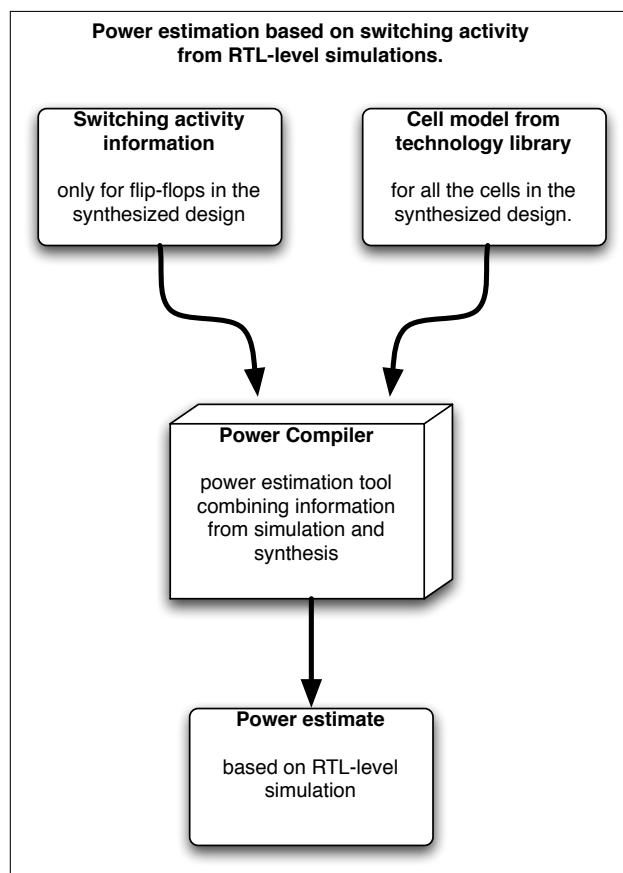 Power estimation based on switching activity
from RTL-level simulations.
Switching activity
information
only for flip-flops in the
synthesized design
Cell model from
technology library
for all the cells in the
synthesized design.
Power Compiler
power estimation tool
combining information
from simulation and
synthesis
Power estimate
based on RTL-level
simulation